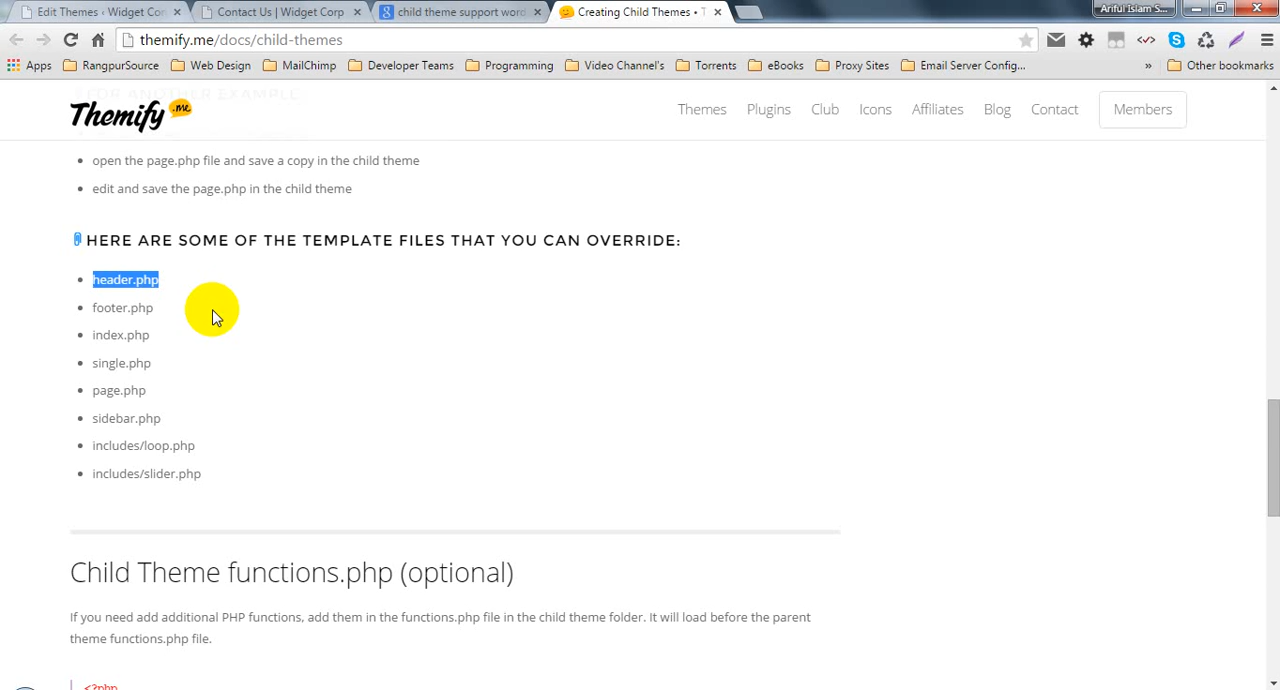 Edit Themes ‹ Widget Cor
Contact Us | Widget Corp
child theme support word
Creating Child Themes • T
Ariful Islam S...
themify.me/docs/child-themes
Apps
RangpurSource
Web Design
MailChimp
Developer Teams
Programming
Video Channel's
Torrents
eBooks
Proxy Sites
Email Server Config...
»
Other bookmarks
FOR ANOTHER EXAMPLE
Themify .me
Themes
Plugins
Club
Icons
Affiliates
Blog
Contact
Members
• open the page.php file and save a copy in the child theme
• edit and save the page.php in the child theme
HERE ARE SOME OF THE TEMPLATE FILES THAT YOU CAN OVERRIDE:
• header.php
• footer.php
• index.php
• single.php
• page.php
• sidebar.php
• includes/loop.php
• includes/slider.php
Child Theme functions.php (optional)
If you need add additional PHP functions, add them in the functions.php file in the child theme folder. It will load before the parent
theme functions.php file.
<?php